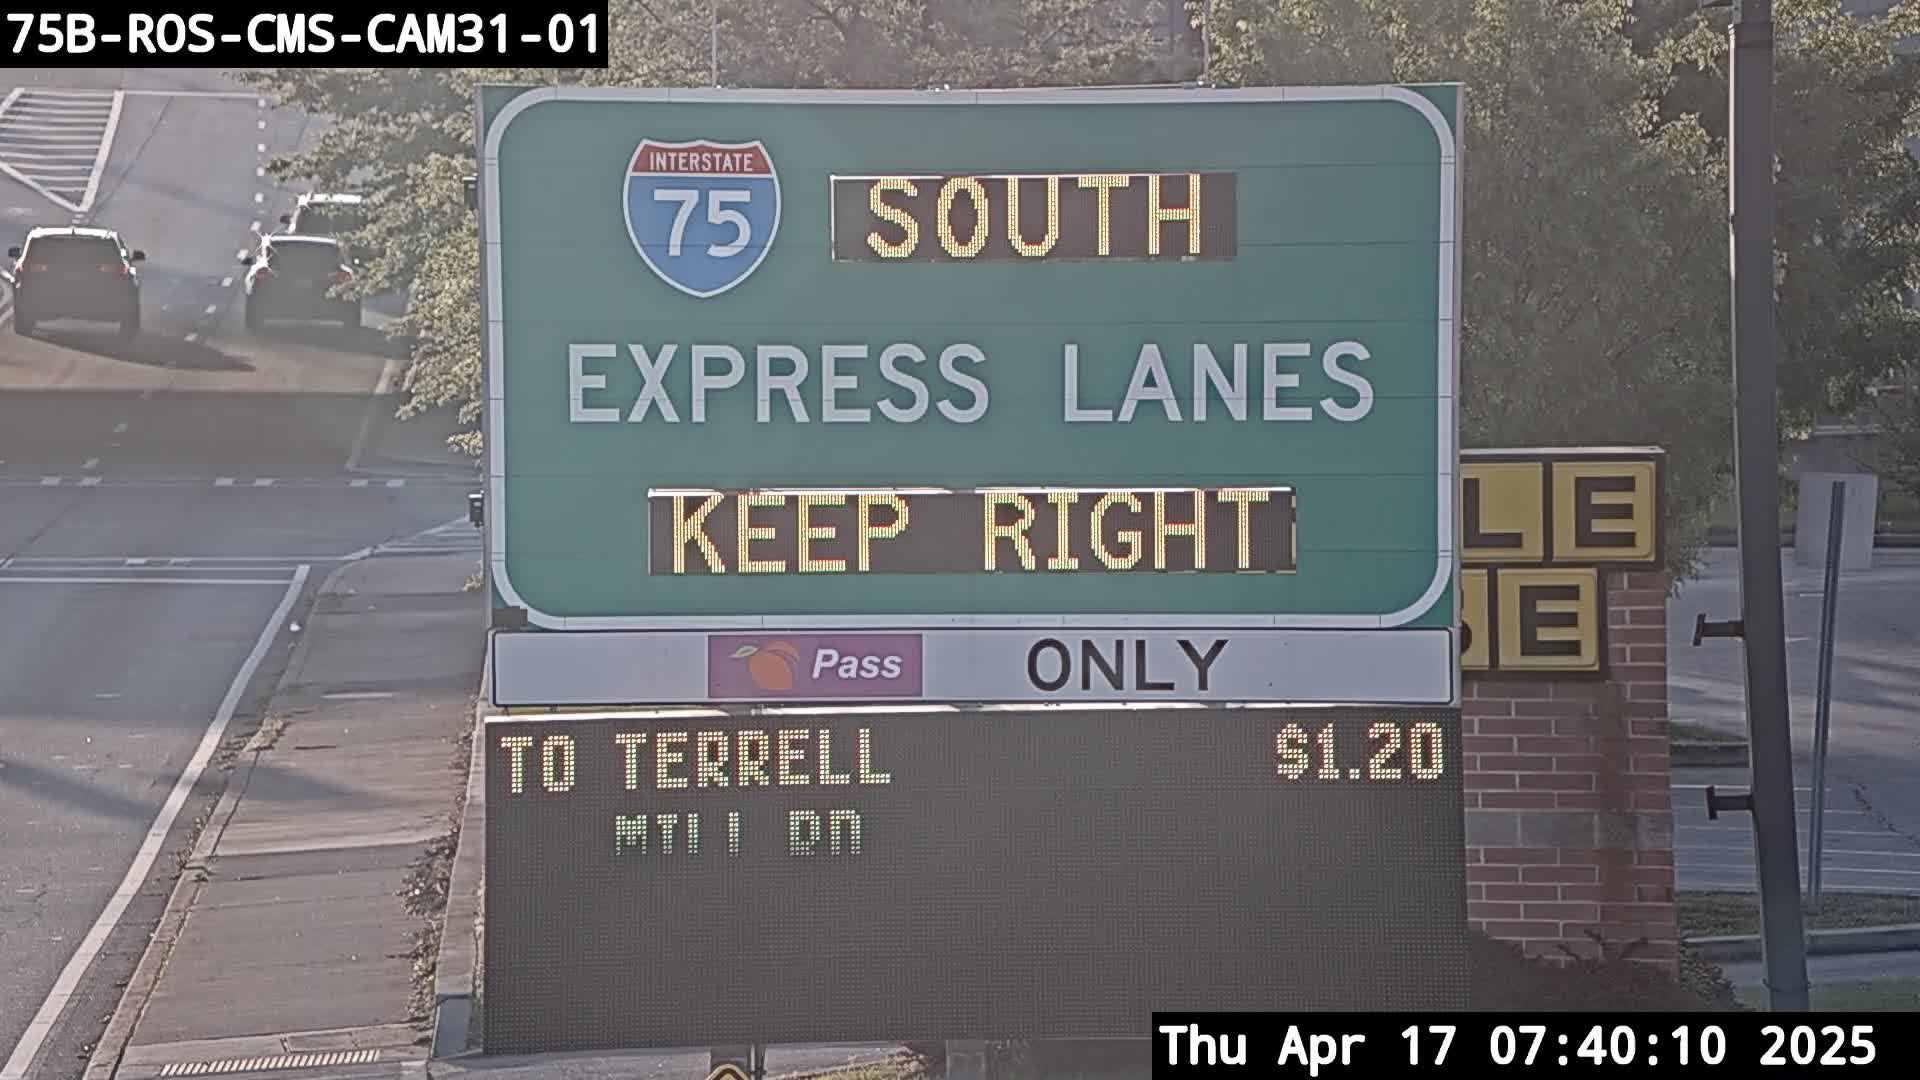 75B-ROS-CMS-CAM31-01
INTERSTATE
75
SOUTH
EXPRESS LANES
KEEP RIGHT
Pass ONLY
TO TERRELL $1.20
LE
E
Thu Apr 17 07:40:10 2025